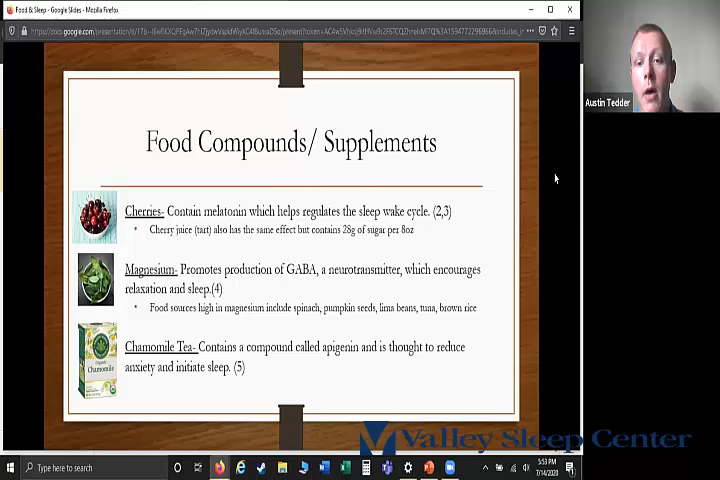 Food & Sleep - Google Slides - Mozilla Firefox
Austin Tedder
Food Compounds/ Supplements
Cherries- Contain melatonin which helps regulates the sleep wake cycle. (2,3)
• Cherry juice (tart) also has the same effect but contains 28g of sugar per 8oz
Magnesium- Promotes production of GABA, a neurotransmitter, which encourages
relaxation and sleep.(4)
• Food sources high in magnesium include spinach, pumpkin seeds, lima beans, tuna, brown rice
Chamomile Tea- Contains a compound called apigenin and is thought to reduce
anxiety and initiate sleep. (5)
Chamomile
Valley Sleep Center
Type here to search
5:53 PM
7/14/2020